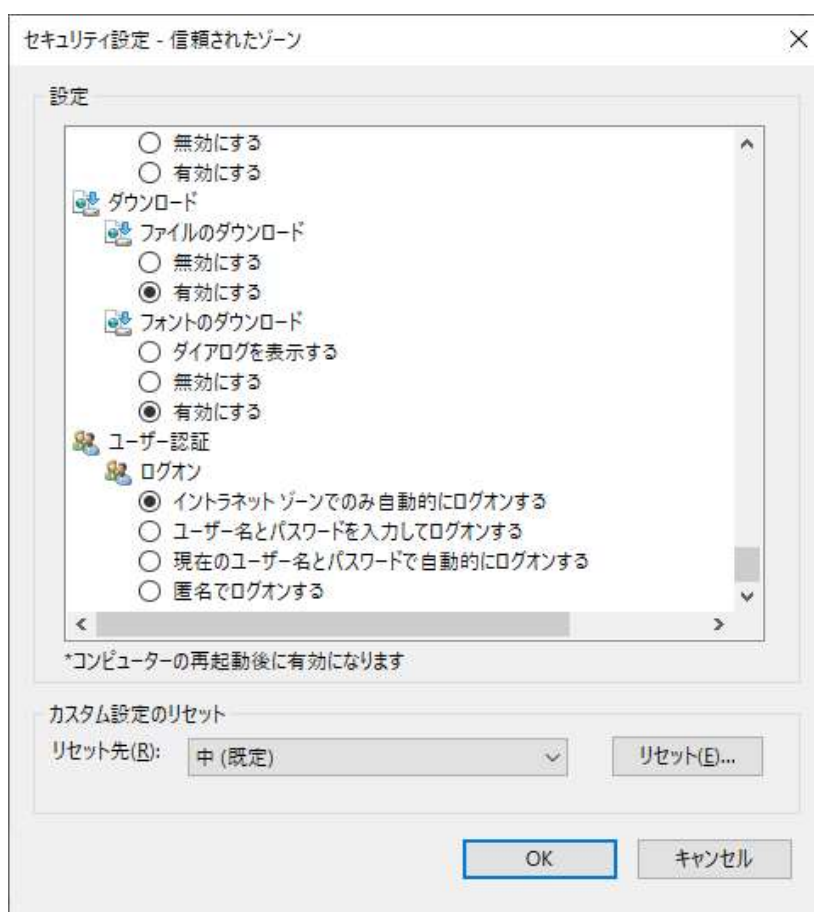 セキュリティ設定 - 信頼されたゾーン
設定
無効にする
有効にする
ダウンロード
ファイルのダウンロード
無効にする
有効にする
フォントのダウンロード
ダイアログを表示する
無効にする
有効にする
ユーザー認証
ログオン
イントラネット ゾーンでのみ自動的にログオンする
ユーザー名とパスワードを入力してログオンする
現在のユーザー名とパスワードで自動的にログオンする
匿名でログオンする
*コンピューターの再起動後に有効になります
カスタム設定のリセット
リセット先(R): 中 (既定) リセット(E)...
OK キャンセル